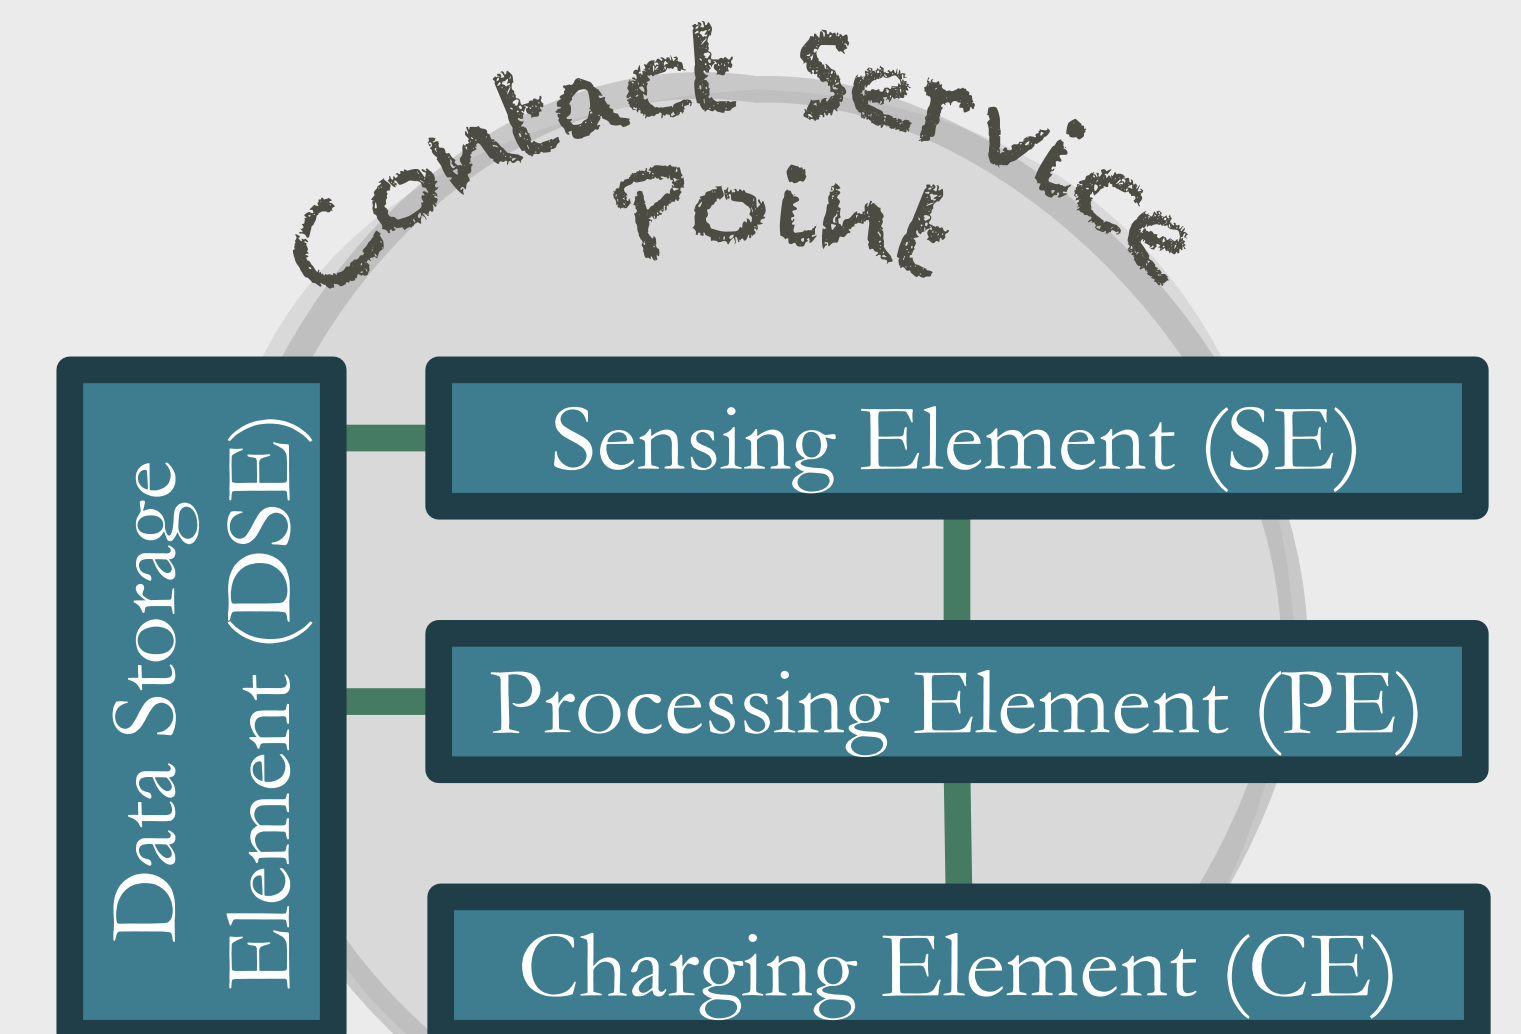 Contact Service
Point
Data Storage
Element (DSE)
Sensing Element (SE)
Processing Element (PE)
Charging Element (CE)